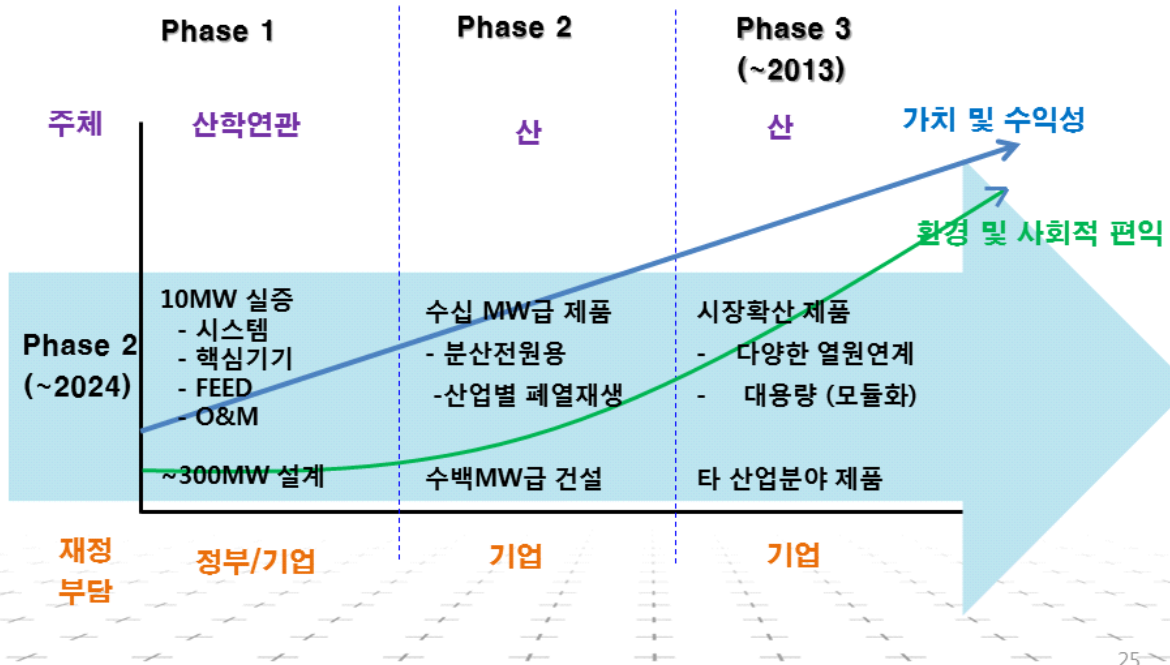 Phase 1
Phase 2
Phase 3
(~2013)
주체
산학연관
산
산
가치 및 수익성
환경 및 사회적 편익
Phase 2
(~2024)
10MW 실증
- 시스템
- 핵심기기
- FEED
- O&M
~300MW 설계
수십 MW급 제품
- 분산전원용
-산업별 폐열재생
수백MW급 건설
시장확산 제품
- 다양한 열원연계
- 대용량 (모듈화)
타 산업분야 제품
재정
부담
정부/기업
기업
기업
25